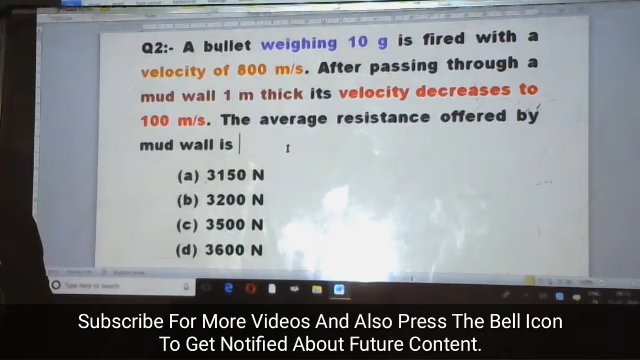 Q2:- A bullet weighing 10 g is fired with a
velocity of 800 m/s. After passing through a
mud wall 1 m thick its velocity decreases to
100 m/s. The average resistance offered by
mud wall is
(a) 3150 N
(b) 3200 N
(c) 3500 N
(d) 3600 N
Type here to search
Subscribe For More Videos And Also Press The Bell Icon
To Get Notified About Future Content.